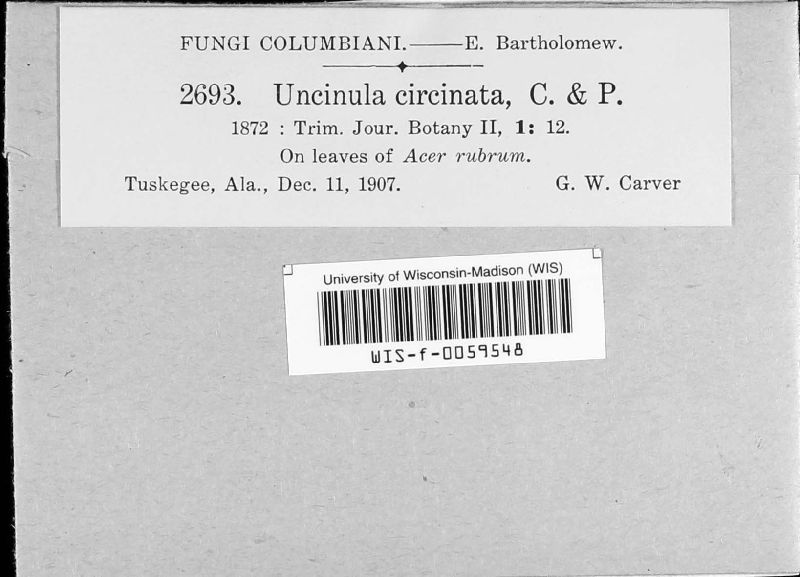 FUNGI COLUMBIANI.——E. Bartholomew.
2693. Uncinula circinata, C. & P.
1872 : Trim. Jour. Botany II, 1: 12.
On leaves of Acer rubrum.
Tuskegee, Ala., Dec. 11, 1907. G. W. Carver
University of Wisconsin-Madison (WIS)
WIS-f-0059548